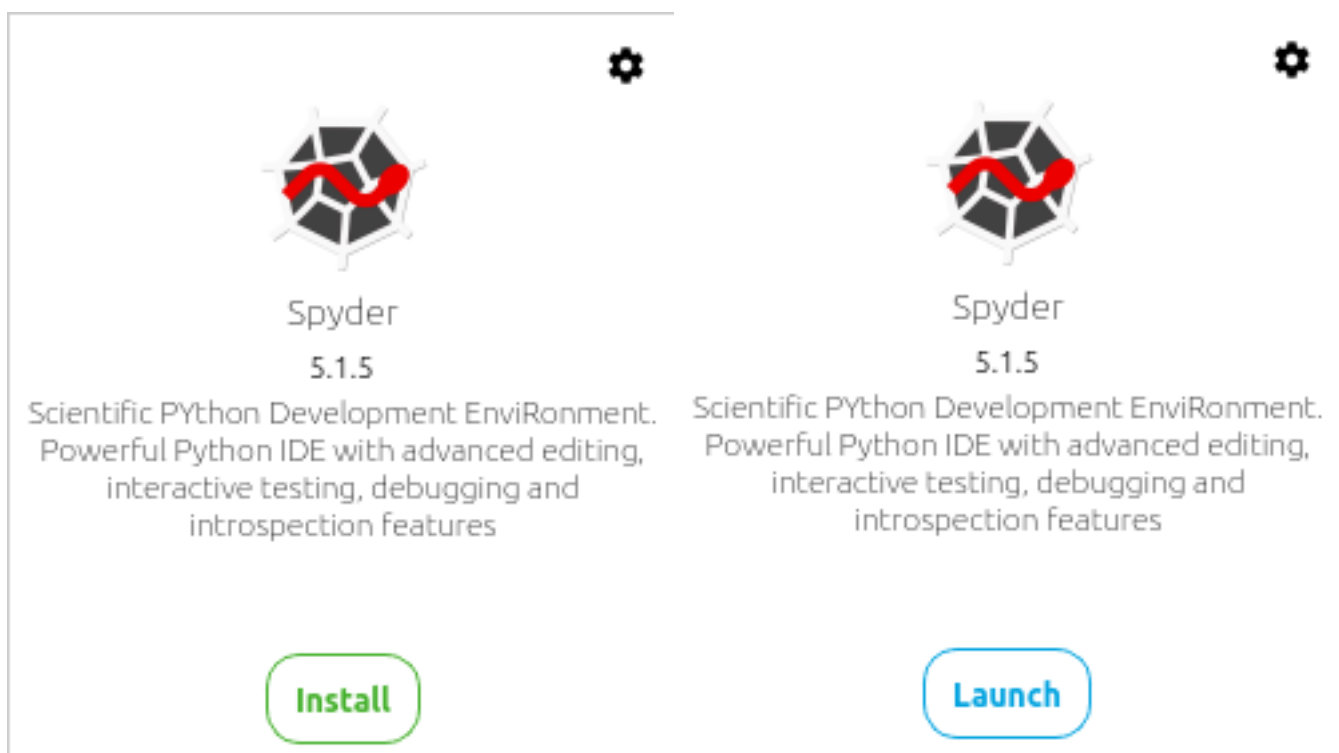 Spyder
5.1.5
Scientific PYthon Development EnviRonment.
Powerful Python IDE with advanced editing,
interactive testing, debugging and
introspection features
Install
Spyder
5.1.5
Scientific PYthon Development EnviRonment.
Powerful Python IDE with advanced editing,
interactive testing, debugging and
introspection features
Launch